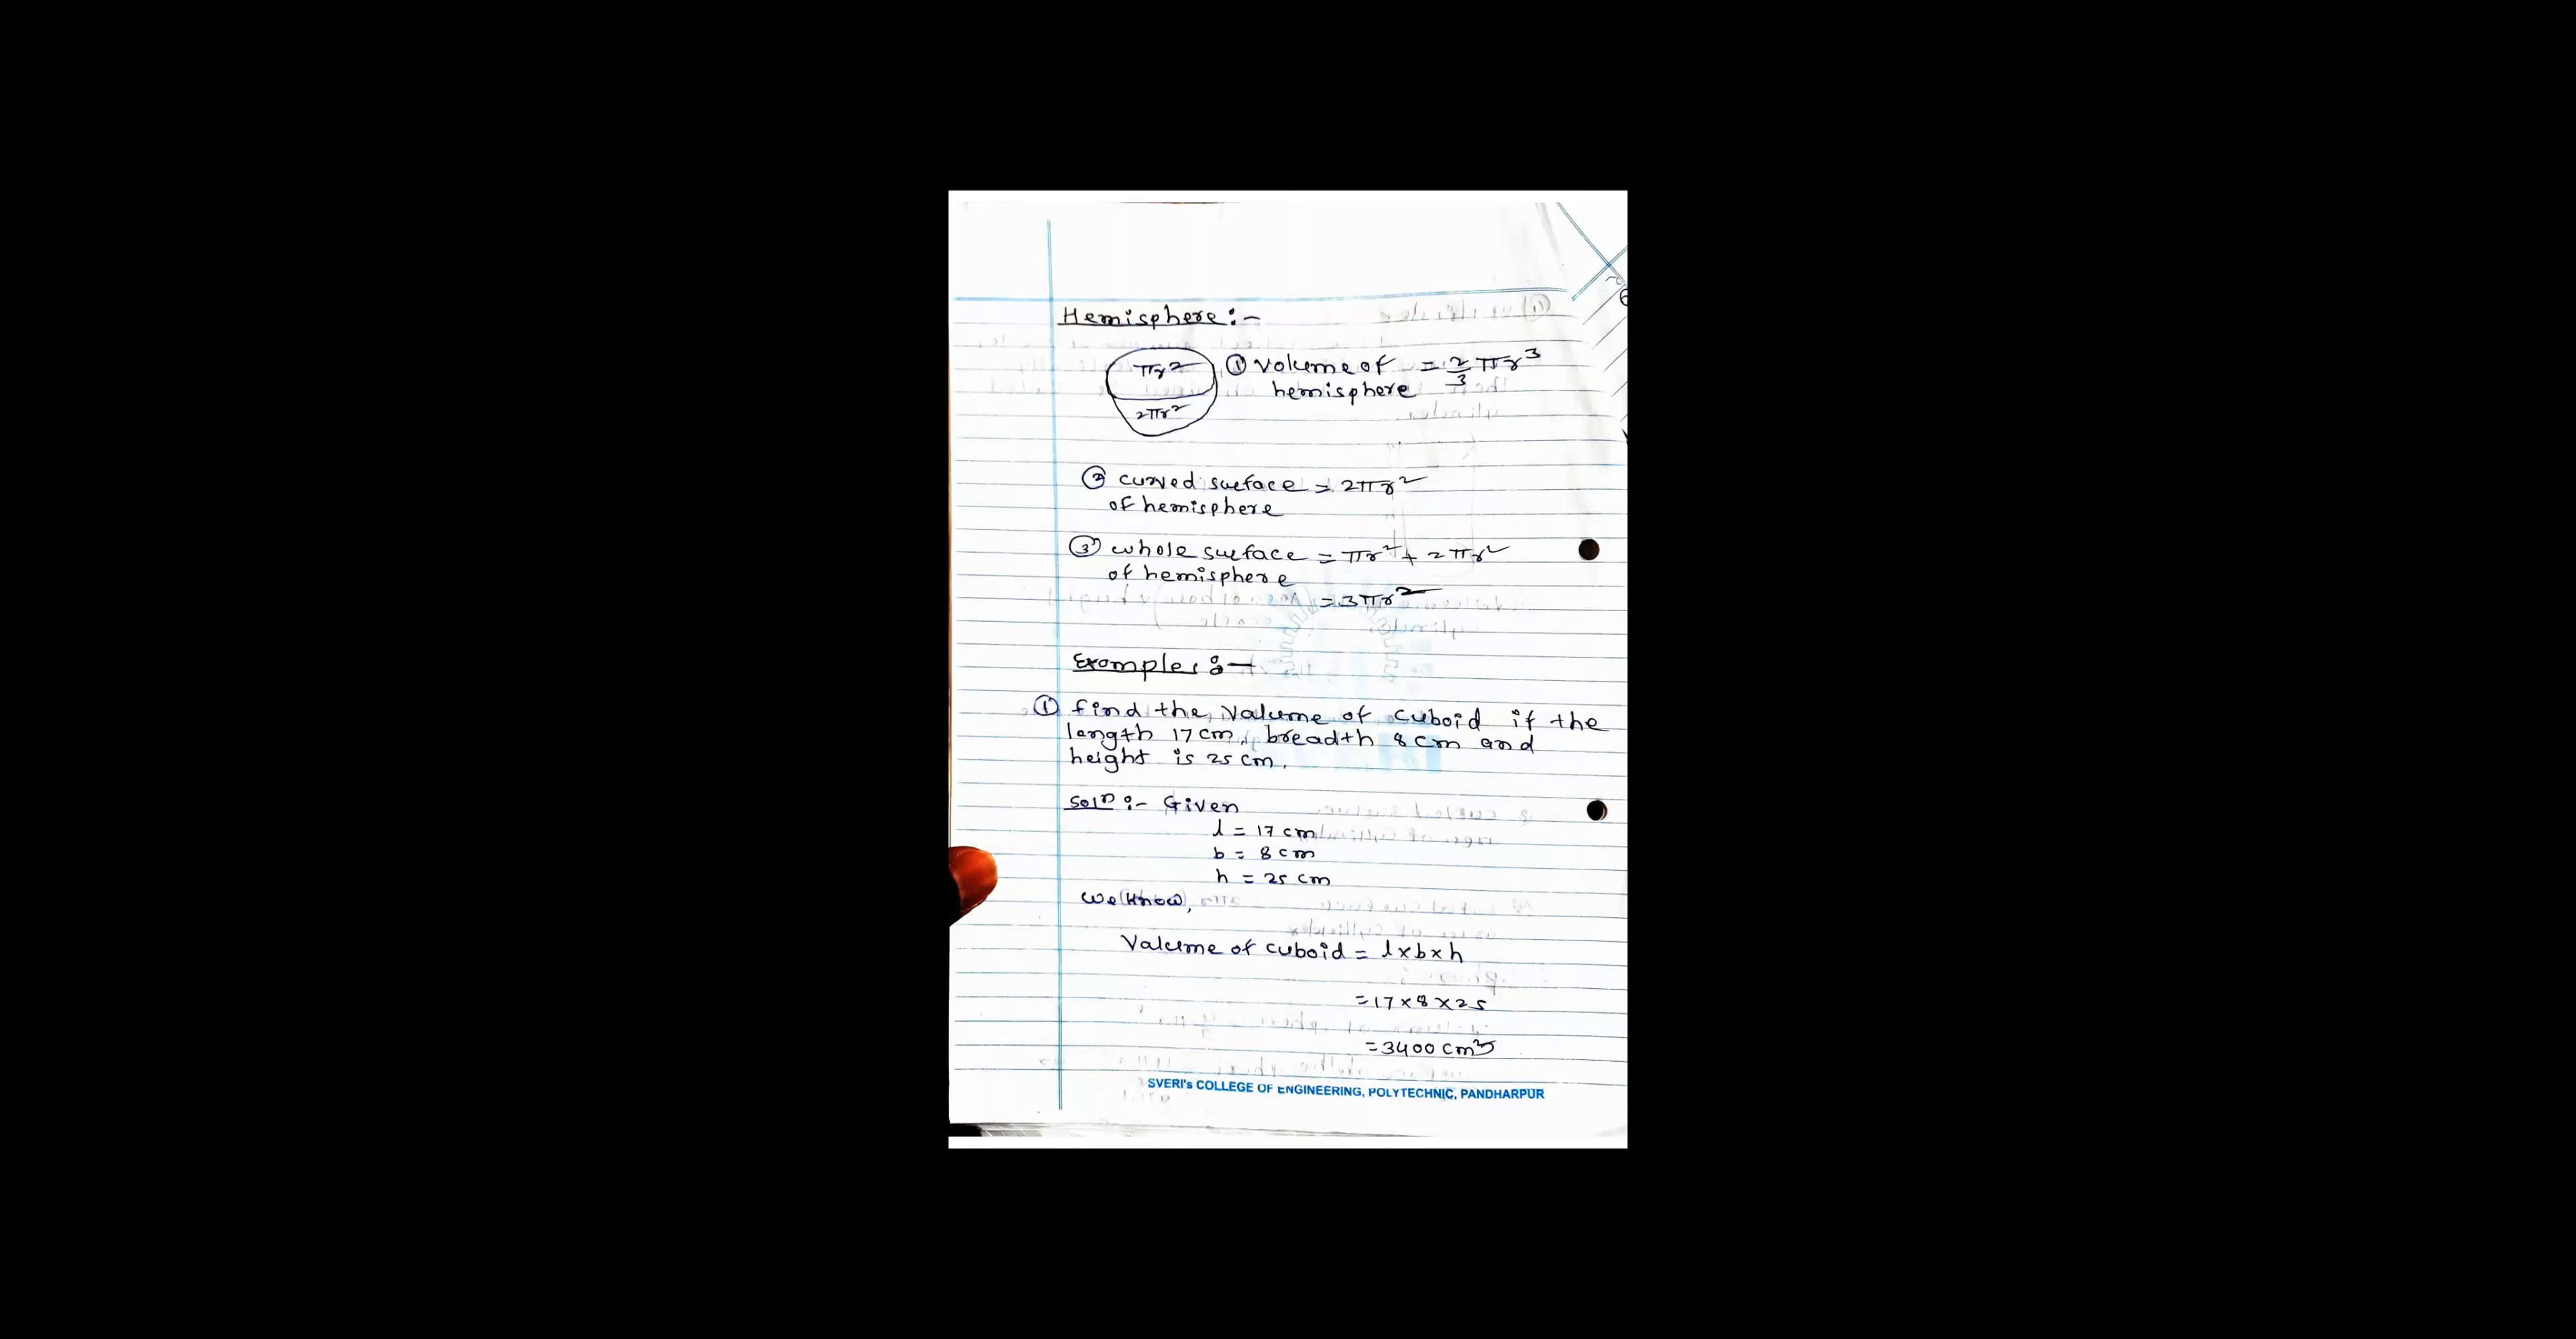 Hemisphere :-
πr² ① Volume of = 2/3 πr³
hemisphere
2πr²
② curved surface = 2πr²
of hemisphere
③ whole surface = πr² + 2πr²
of hemisphere
= 3πr²
Examples :-
① find the Valume of cuboid if the
length 17 cm, breadth 8 cm and
height is 25 cm.
Solⁿ :- Given
l = 17 cm
b = 8 cm
h = 25 cm
We know,
Valume of cuboid = l×b×h
= 17 × 8 × 25
= 3400 cm³
SVERI's COLLEGE OF ENGINEERING, POLYTECHNIC, PANDHARPUR